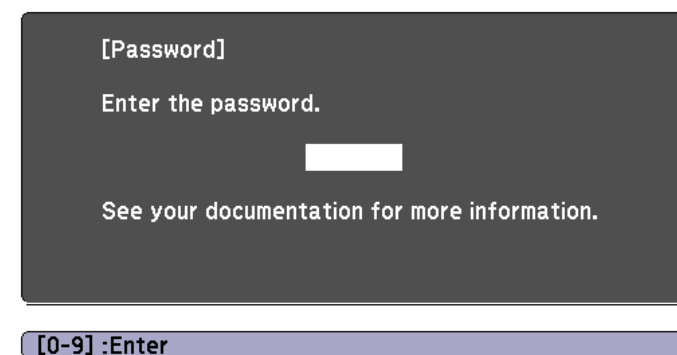 [Password]
Enter the password.
See your documentation for more information.
[0-9] :Enter